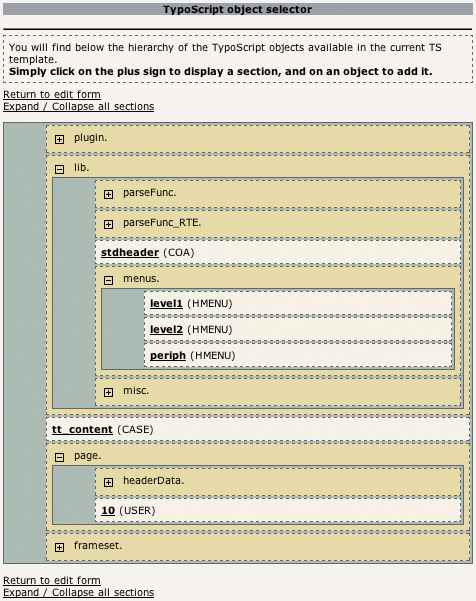 TypoScript object selector
You will find below the hierarchy of the TypoScript objects available in the current TS
template.
Simply click on the plus sign to display a section, and on an object to add it.
Return to edit form
Expand / Collapse all sections
plugin.
lib.
parseFunc.
parseFunc_RTE.
stdheader (COA)
menus.
level1 (HMENU)
level2 (HMENU)
periph (HMENU)
misc.
tt_content (CASE)
page.
headerData.
10 (USER)
frameset.
Return to edit form
Expand / Collapse all sections